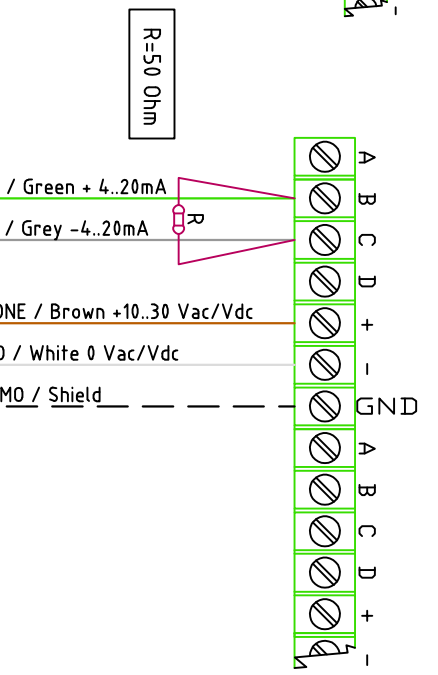 R=50 Ohm
-
A
/ Green + 4..20mA
B
R
/ Grey -4..20mA
C
D
ONE / Brown +10..30 Vac/Vdc
+
O / White 0 Vac/Vdc
-
MO / Shield
GND
A
B
C
D
+
-